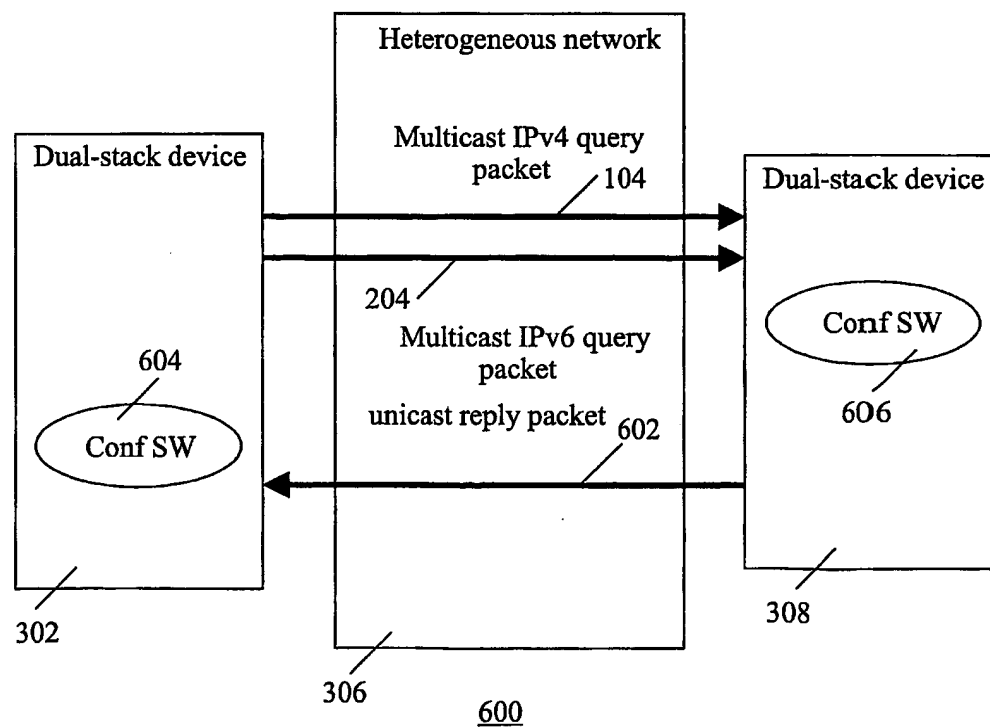 Heterogeneous network
Dual-stack device
Multicast IPv4 query
packet
104
Dual-stack device
204
Conf SW
606
Multicast IPv6 query
packet
604
unicast reply packet
602
Conf SW
302
306
308
600